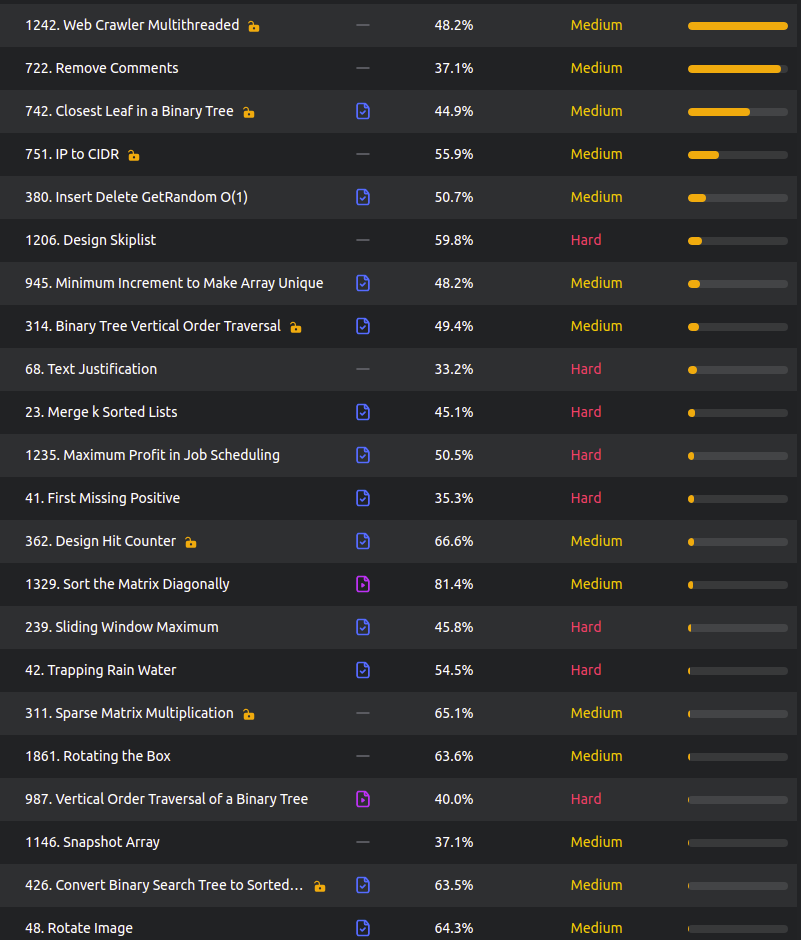 1242. Web Crawler Multithreaded — 48.2% Medium
722. Remove Comments — 37.1% Medium
742. Closest Leaf in a Binary Tree 44.9% Medium
751. IP to CIDR — 55.9% Medium
380. Insert Delete GetRandom O(1) 50.7% Medium
1206. Design Skiplist — 59.8% Hard
945. Minimum Increment to Make Array Unique 48.2% Medium
314. Binary Tree Vertical Order Traversal 49.4% Medium
68. Text Justification — 33.2% Hard
23. Merge k Sorted Lists 45.1% Hard
1235. Maximum Profit in Job Scheduling 50.5% Hard
41. First Missing Positive 35.3% Hard
362. Design Hit Counter 66.6% Medium
1329. Sort the Matrix Diagonally 81.4% Medium
239. Sliding Window Maximum 45.8% Hard
42. Trapping Rain Water 54.5% Hard
311. Sparse Matrix Multiplication — 65.1% Medium
1861. Rotating the Box — 63.6% Medium
987. Vertical Order Traversal of a Binary Tree 40.0% Hard
1146. Snapshot Array — 37.1% Medium
426. Convert Binary Search Tree to Sorted... 63.5% Medium
48. Rotate Image 64.3% Medium